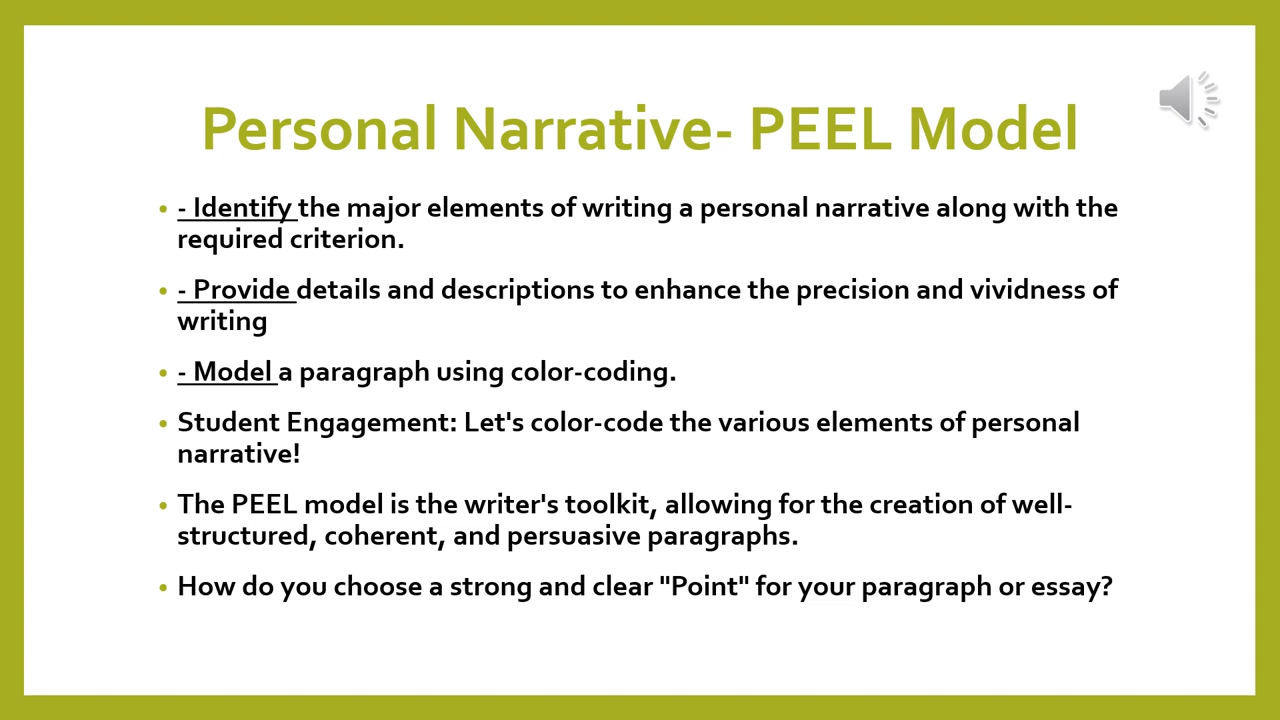 Personal Narrative- PEEL Model
• - Identify the major elements of writing a personal narrative along with the
required criterion.
• - Provide details and descriptions to enhance the precision and vividness of
writing
• - Model a paragraph using color-coding.
• Student Engagement: Let's color-code the various elements of personal
narrative!
• The PEEL model is the writer's toolkit, allowing for the creation of well-
structured, coherent, and persuasive paragraphs.
• How do you choose a strong and clear "Point" for your paragraph or essay?